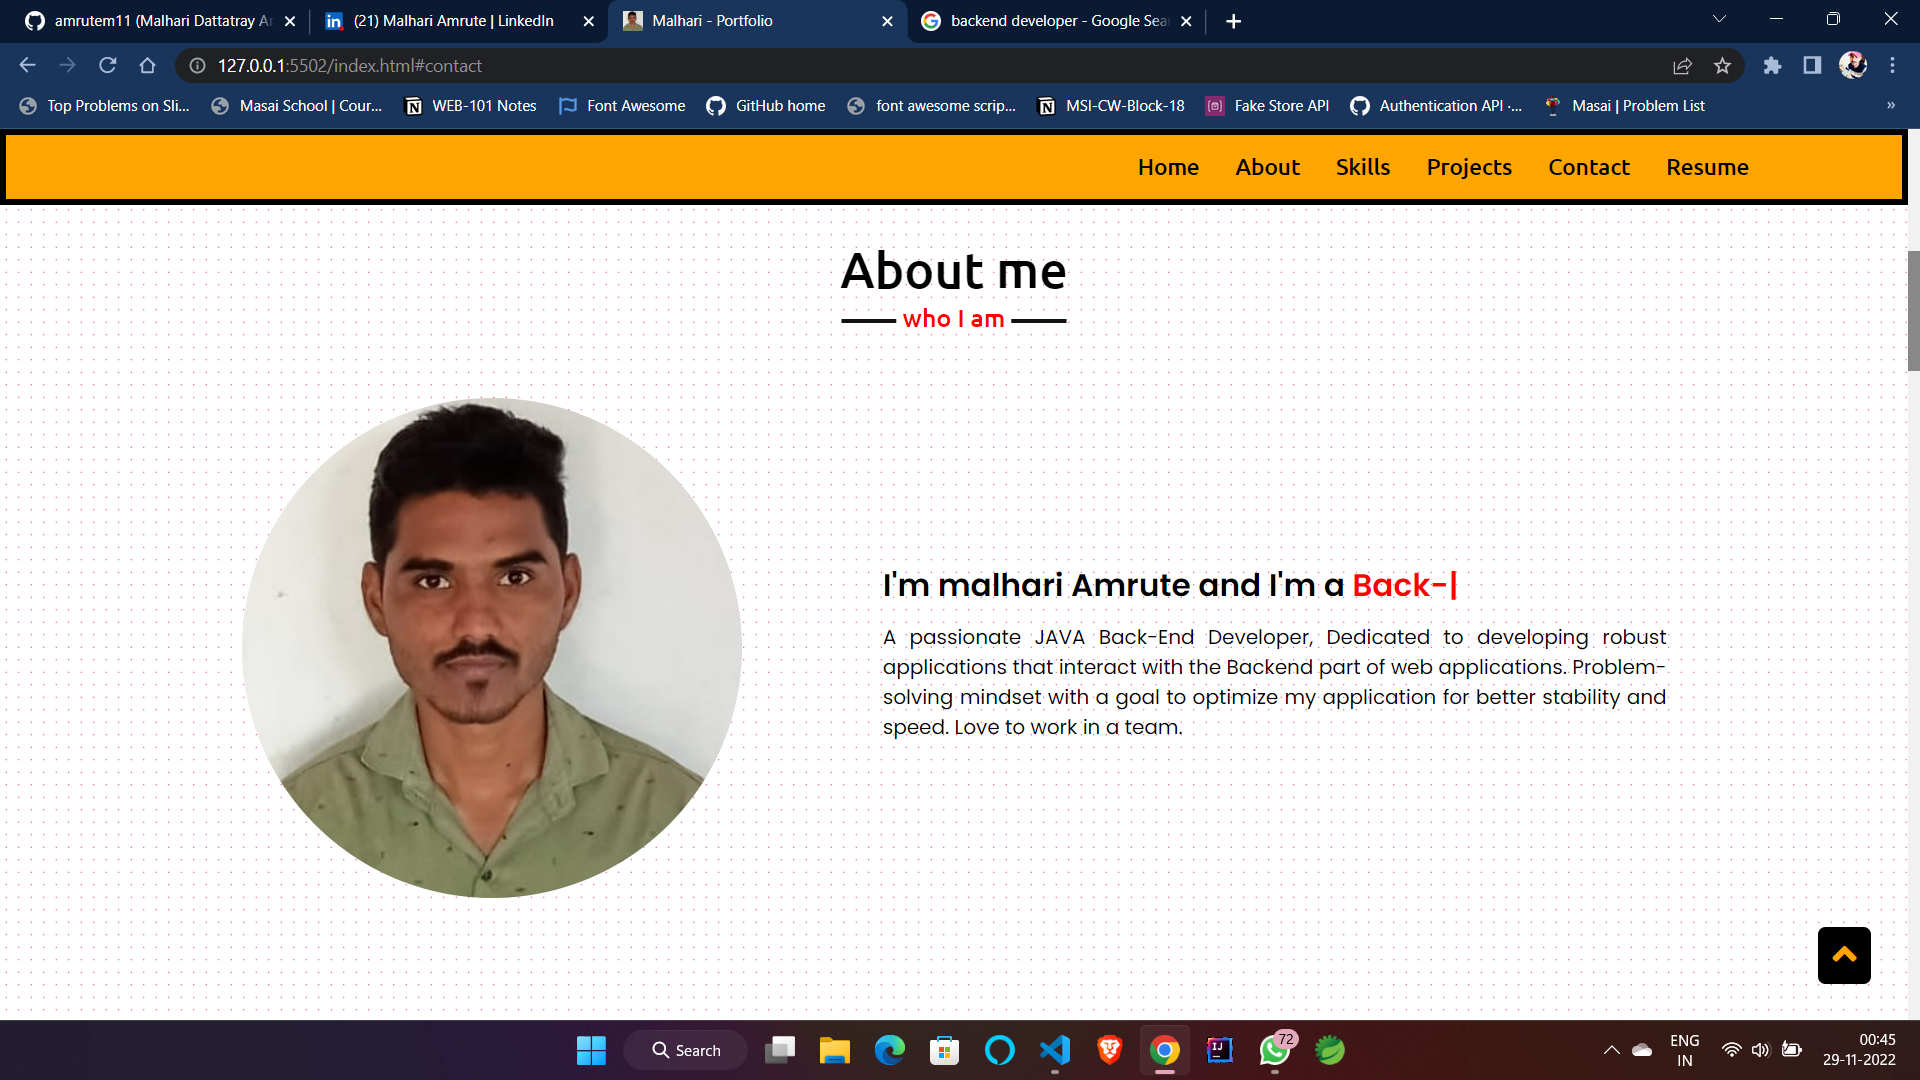 amrutem11 (Malhari Dattatray A
(21) Malhari Amrute | LinkedIn
Malhari - Portfolio
backend developer - Google Sea
127.0.0.1:5502/index.html#contact
Top Problems on Sli...
Masai School | Cour...
WEB-101 Notes
Font Awesome
GitHub home
font awesome scrip...
MSI-CW-Block-18
Fake Store API
Authentication API ·...
Masai | Problem List
»
Home
About
Skills
Projects
Contact
Resume
About me
who I am
I'm malhari Amrute and I'm a Back-|
A passionate JAVA Back-End Developer, Dedicated to developing robust
applications that interact with the Backend part of web applications. Problem-
solving mindset with a goal to optimize my application for better stability and
speed. Love to work in a team.
Search
72
ENG
IN
00:45
29-11-2022